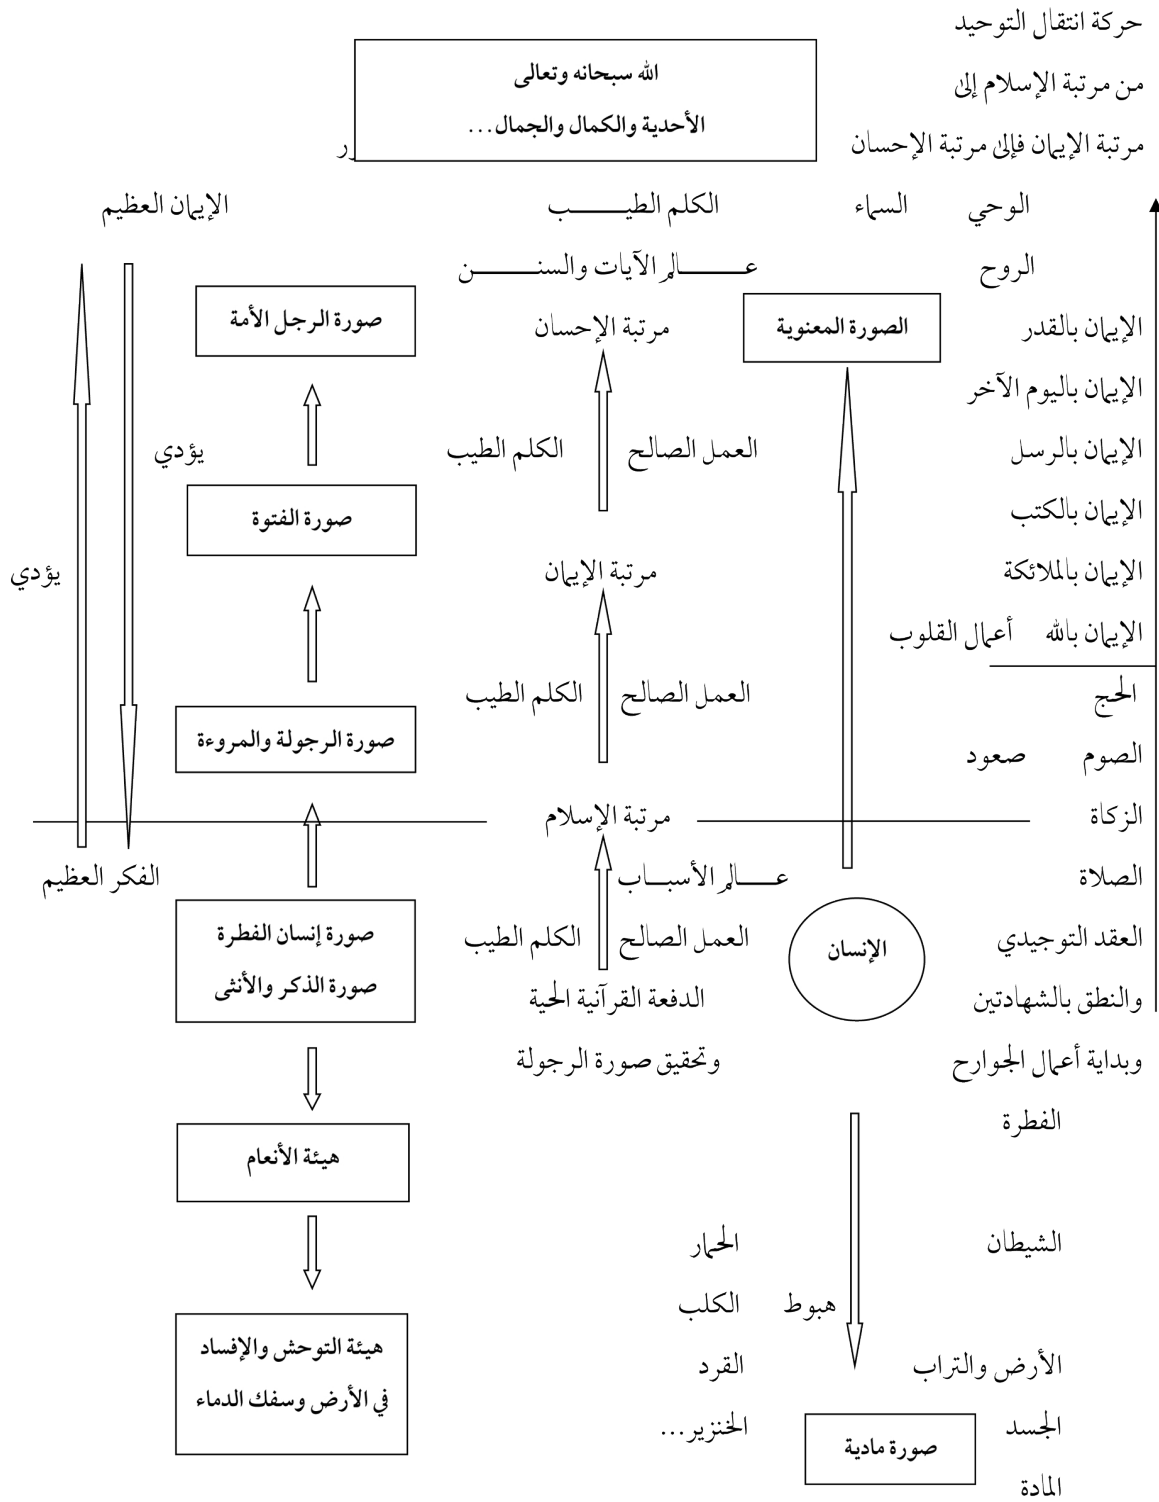 حركة انتقال التوحيد
من مرتبة الإسلام إلى
مرتبة الإيمان فإلى مرتبة الإحسان
الله سبحانه وتعالى
الأحدية والكمال والجمال...
الوحي السماء الكلم الطيـــــب الإيمان العظيم
الروح عـــــالم الآيات والسنـــــن
الإيمان بالقدر الصورة المعنوية مرتبة الإحسان صورة الرجل الأمة
الإيمان باليوم الآخر
الإيمان بالرسل العمل الصالح الكلم الطيب يؤدي
الإيمان بالكتب صورة الفتوة
الإيمان بالملائكة مرتبة الإيمان يؤدي
الإيمان بالله أعمال القلوب
الحج العمل الصالح الكلم الطيب
صورة الرجولة والمروءة
الصوم صعود
الزكاة مرتبة الإسلام
الصلاة عــــالم الأسبـــاب الفكر العظيم
العقد التوجيدي الإنسان العمل الصالح الكلم الطيب صورة إنسان الفطرة
والنطق بالشهادتين الدفعة القرآنية الحية صورة الذكر والأنثى
وبداية أعمال الجوارح وتحقيق صورة الرجولة
الفطرة
هيئة الأنعام
الشيطان الحمار
هبوط الكلب
الأرض والتراب القرد هيئة التوحش والإفساد
في الأرض وسفك الدماء
الجسد صورة مادية الخنزير...
المادة